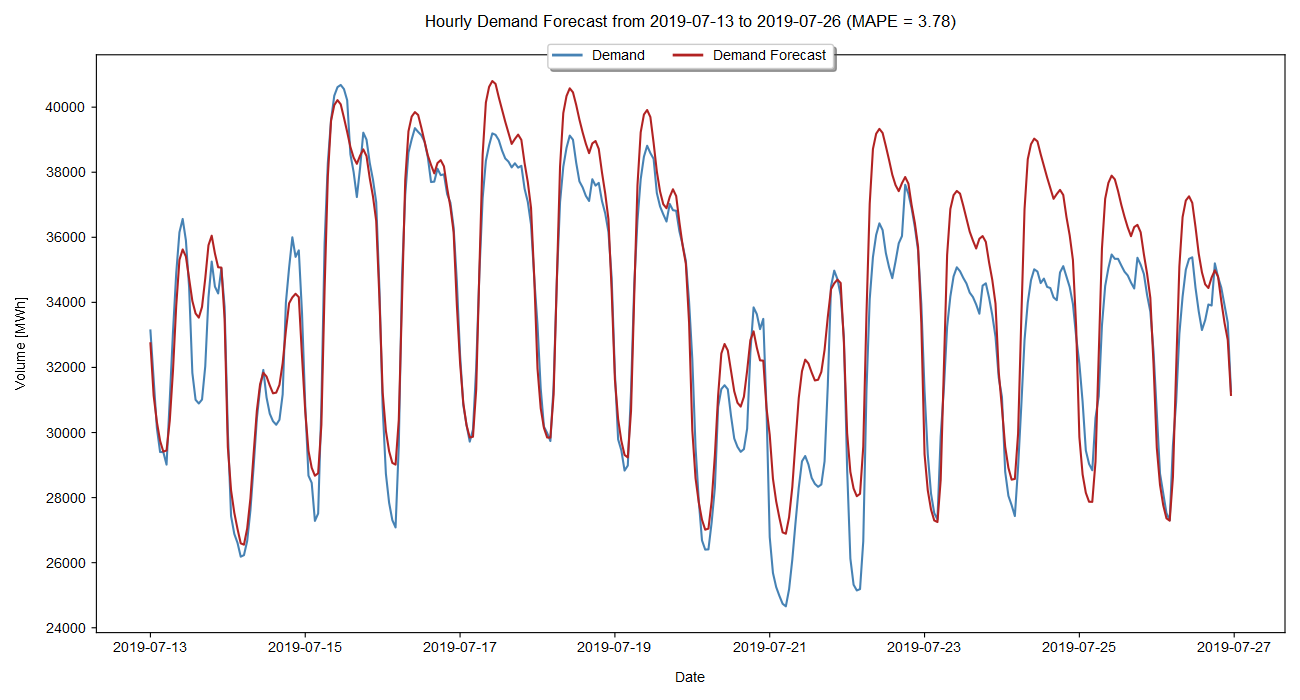 Hourly Demand Forecast from 2019-07-13 to 2019-07-26 (MAPE = 3.78)
Demand Demand Forecast
Volume [MWh]
40000
38000
36000
34000
32000
30000
28000
26000
24000
2019-07-13 2019-07-15 2019-07-17 2019-07-19 2019-07-21 2019-07-23 2019-07-25 2019-07-27
Date